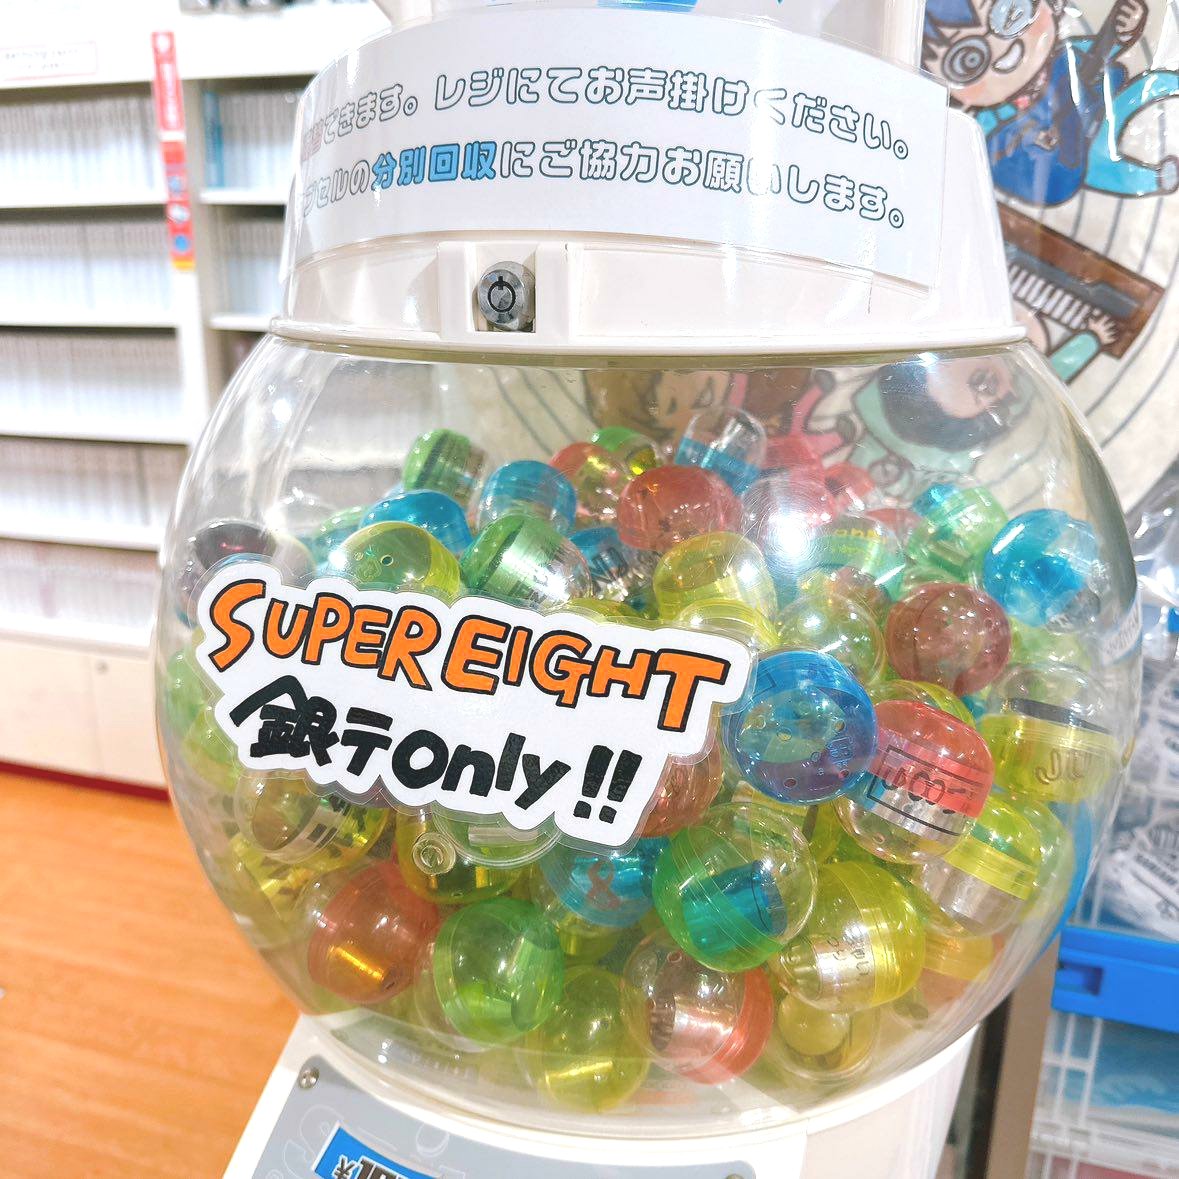 できます。レジにてお声掛けください。
プセルの分別回収にご協力お願いします。
SUPER EIGHT
銀テonly!!